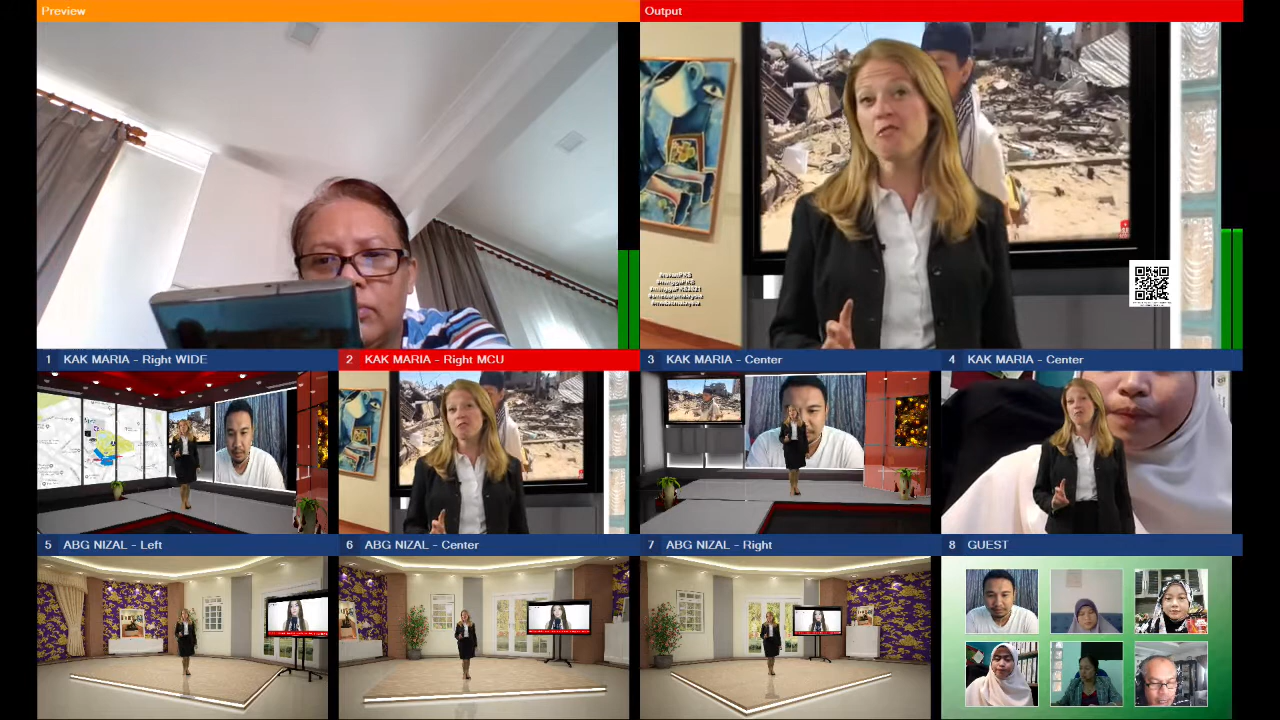 Preview
Output
1 KAK MARIA - Right WIDE
2 KAK MARIA - Right MCU
3 KAK MARIA - Center
4 KAK MARIA - Center
5 ABG NIZAL - Left
6 ABG NIZAL - Center
7 ABG NIZAL - Right
8 GUEST